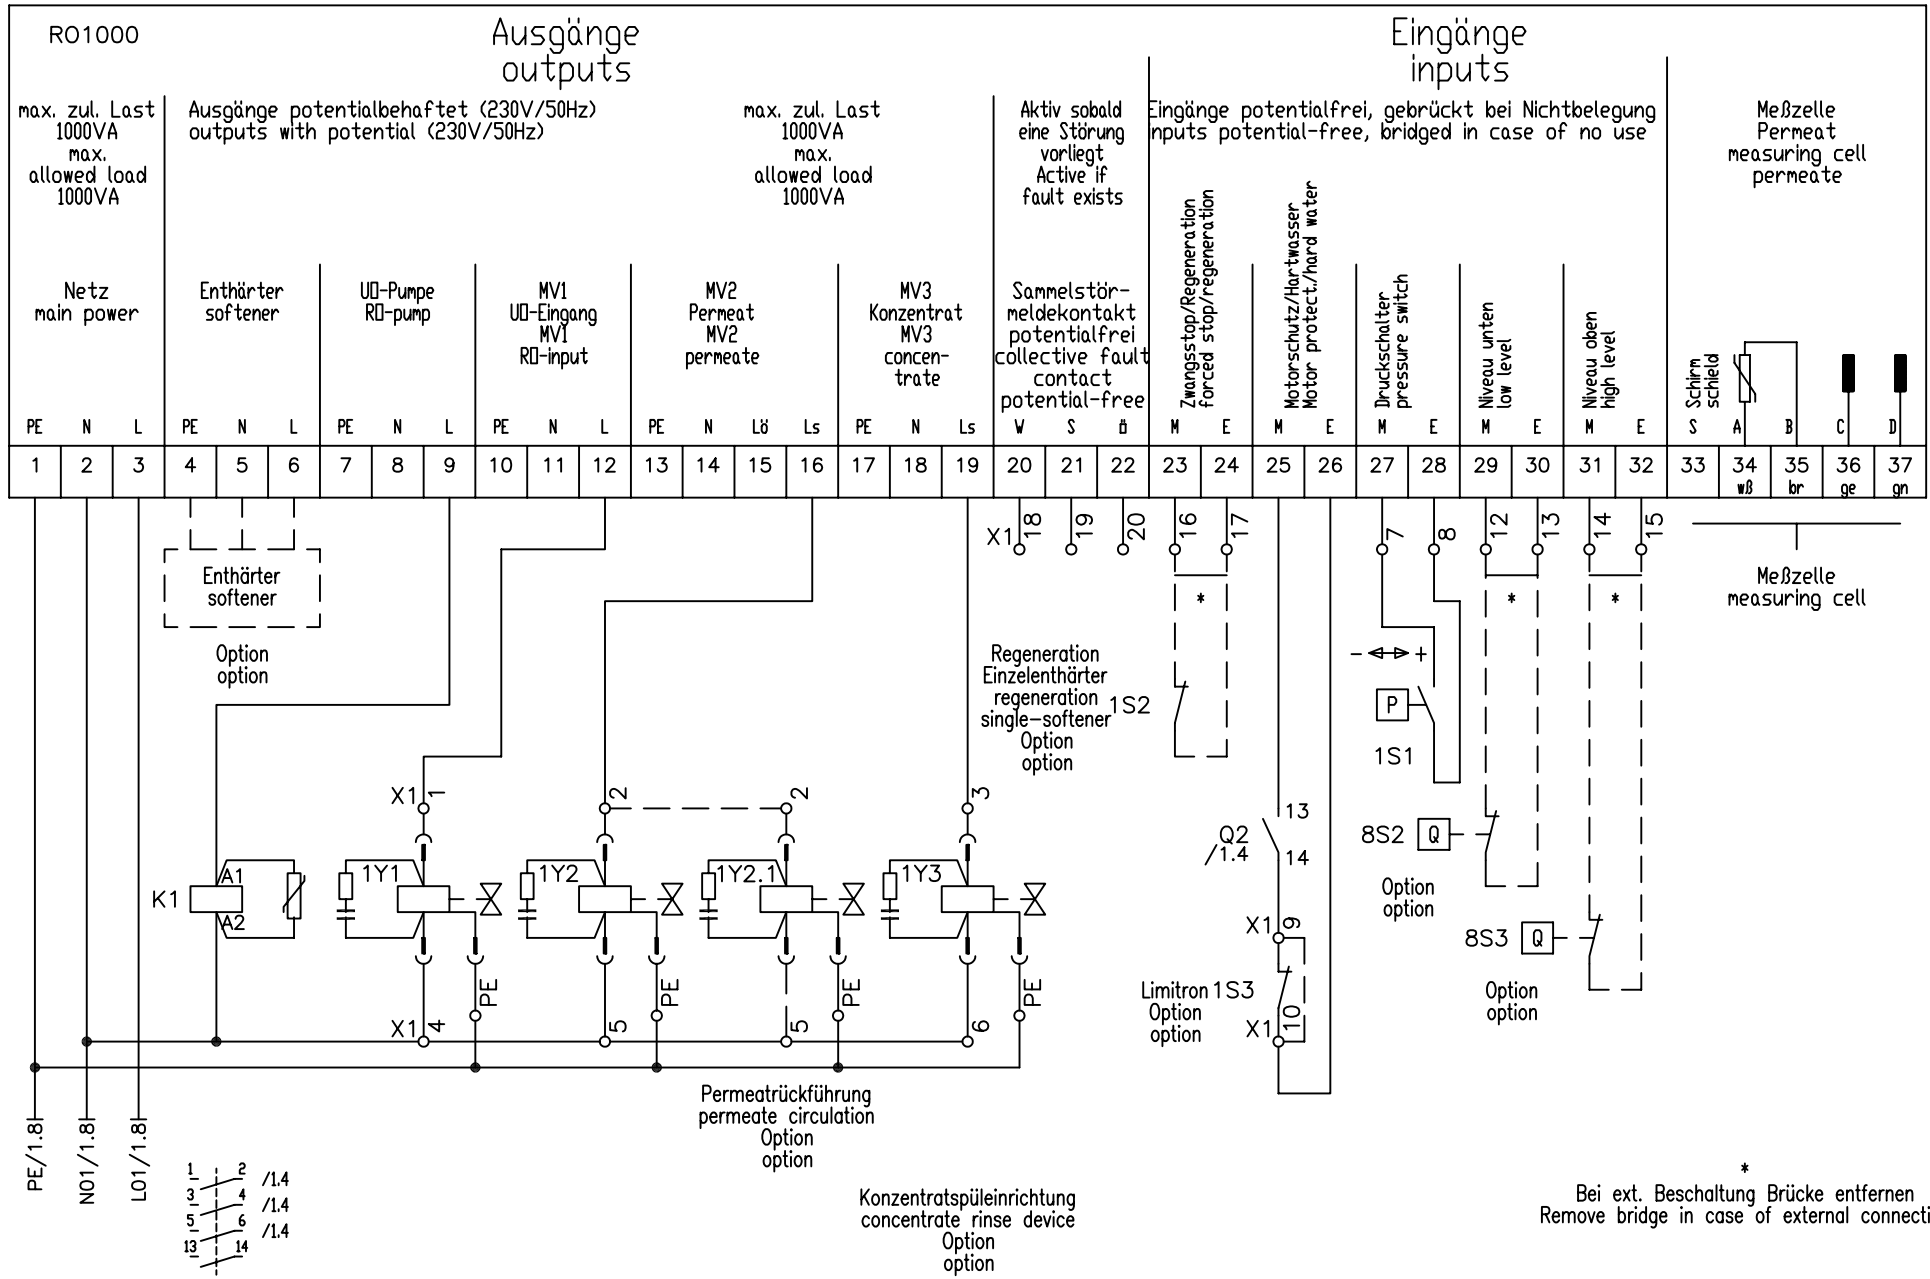 RO1000
Ausgänge
outputs
Eingänge
inputs
max. zul. Last
1000VA
max.
allowed load
1000VA
Ausgänge potentialbehaftet (230V/50Hz)
outputs with potential (230V/50Hz)
max. zul. Last
1000VA
max.
allowed load
1000VA
Aktiv sobald
eine Störung
vorliegt
Active if
fault exists
Eingänge potentialfrei, gebrückt bei Nichtbelegung
inputs potential-free, bridged in case of no use
Meßzelle
Permeat
measuring cell
permeate
Netz
main power
Enthärter
softener
U□-Pumpe
R□-pump
MV1
U□-Eingang
MV1
R□-input
MV2
Permeat
MV2
permeate
MV3
Konzentrat
MV3
concen-
trate
Sammelstör-
meldekontakt
potentialfrei
collective fault
contact
potential-free
Zwangsstop/Regeneration
forced stop/regeneration
Motorschutz/Hartwasser
Motor protect./hard water
Druckschalter
pressure switch
Niveau unten
low level
Niveau oben
high level
Schirm
schield
PE N L PE N L PE N L PE N L PE N Lö Ls PE N Ls W S Ö M E M E M E M E M E S A B C D
1 2 3 4 5 6 7 8 9 10 11 12 13 14 15 16 17 18 19 20 21 22 23 24 25 26 27 28 29 30 31 32 33 34 35 36 37
wß br ge gn
X1 18 19 20 16 17 7 8 12 13 14 15
Enthärter
softener
Option
option
* * *
Meßzelle
measuring cell
Regeneration
Einzelenthärter
regeneration
single-softener
Option
option
1S2
- +
P
1S1
X1 1 2 2 3
Q2
/1.4
13
14
8S2 Q
Option
option
K1
A1
A2
1Y1 1Y2 1Y2.1 1Y3
8S3 Q
Option
option
X1 9
Limitron 1S3
Option
option
X1 10
PE PE PE PE
X1 4 5 5 6
Permeatrückführung
permeate circulation
Option
option
PE/1.8
N01/1.8
L01/1.8
1 2 /1.4
3 4 /1.4
5 6 /1.4
13 14
Konzentratspüleinrichtung
concentrate rinse device
Option
option
*
Bei ext. Beschaltung Brücke entfernen
Remove bridge in case of external connecti